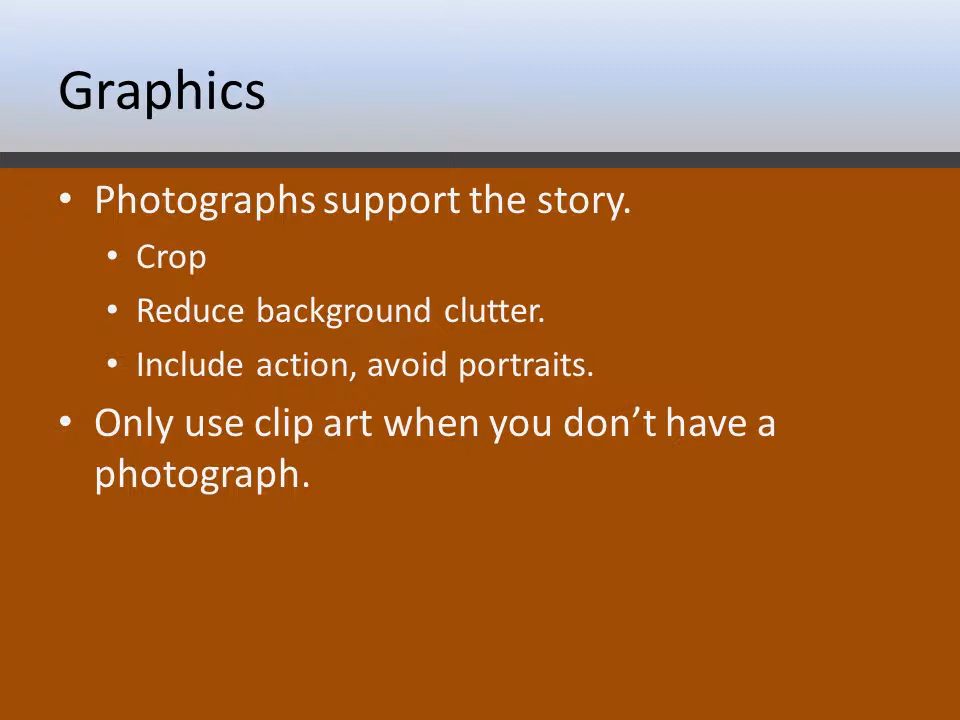 Graphics
• Photographs support the story.
• Crop
• Reduce background clutter.
• Include action, avoid portraits.
• Only use clip art when you don’t have a
photograph.